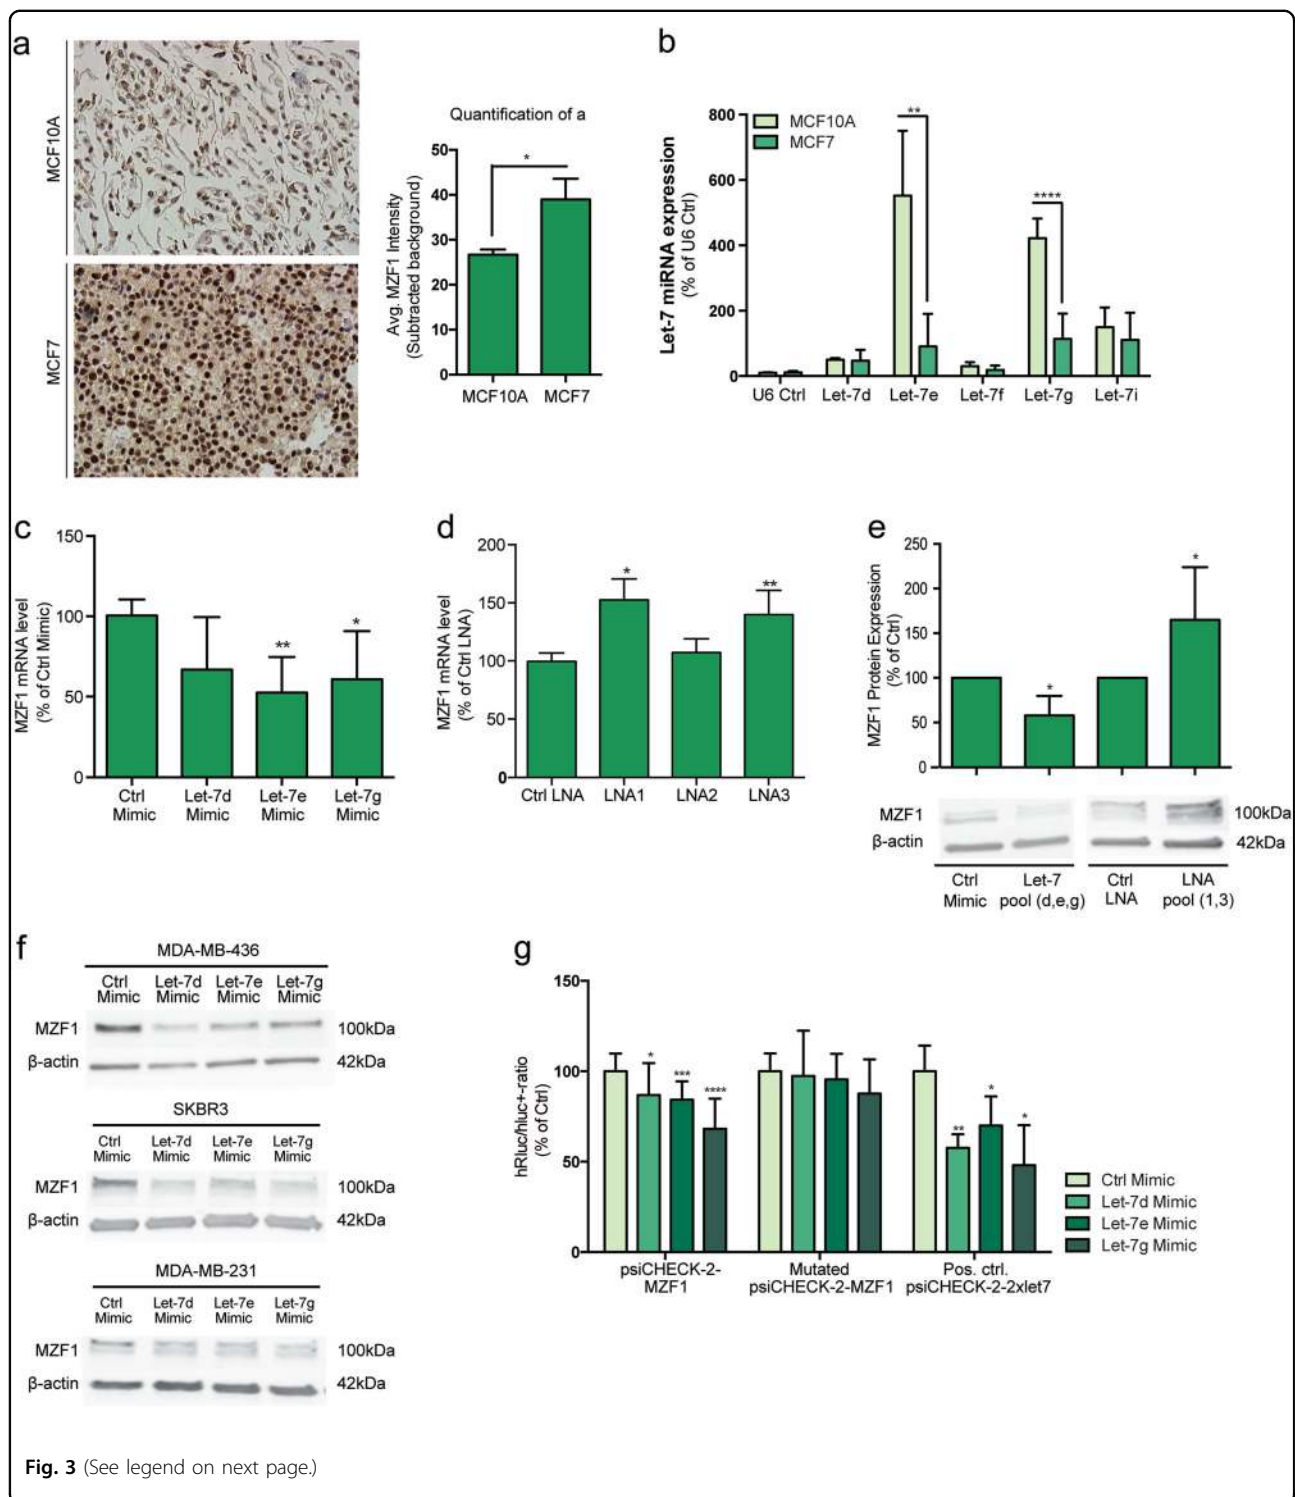 a
MCF10A
MCF7
Quantification of a
Avg. MZF1 Intensity
(Subtracted background)
50
40
30
20
10
0
*
MCF10A MCF7
b
Let-7 miRNA expression
(% of U6 Ctrl)
800
600
400
200
0
MCF10A
MCF7
**
****
U6 Ctrl Let-7d Let-7e Let-7f Let-7g Let-7i
c
MZF1 mRNA level
(% of Ctrl Mimic)
150
100
50
0
**
*
Ctrl Let-7d Let-7e Let-7g
Mimic Mimic Mimic Mimic
d
MZF1 mRNA level
(% of Ctrl LNA)
200
150
100
50
0
*
**
Ctrl LNA LNA1 LNA2 LNA3
e
MZF1 Protein Expression
(% of Ctrl)
250
200
150
100
50
0
*
*
MZF1 100kDa
β-actin 42kDa
Ctrl Let-7 Ctrl LNA
Mimic pool (d,e,g) LNA pool (1,3)
f
MDA-MB-436
Ctrl Let-7d Let-7e Let-7g
Mimic Mimic Mimic Mimic
MZF1 100kDa
β-actin 42kDa
SKBR3
Ctrl Let-7d Let-7e Let-7g
Mimic Mimic Mimic Mimic
MZF1 100kDa
β-actin 42kDa
MDA-MB-231
Ctrl Let-7d Let-7e Let-7g
Mimic Mimic Mimic Mimic
MZF1 100kDa
β-actin 42kDa
g
hRluc/hluc+-ratio
(% of Ctrl)
150
100
50
0
* *** ****
** * *
psiCHECK-2- Mutated Pos. ctrl.
MZF1 psiCHECK-2-MZF1 psiCHECK-2-2xlet7
Ctrl Mimic
Let-7d Mimic
Let-7e Mimic
Let-7g Mimic
Fig. 3 (See legend on next page.)